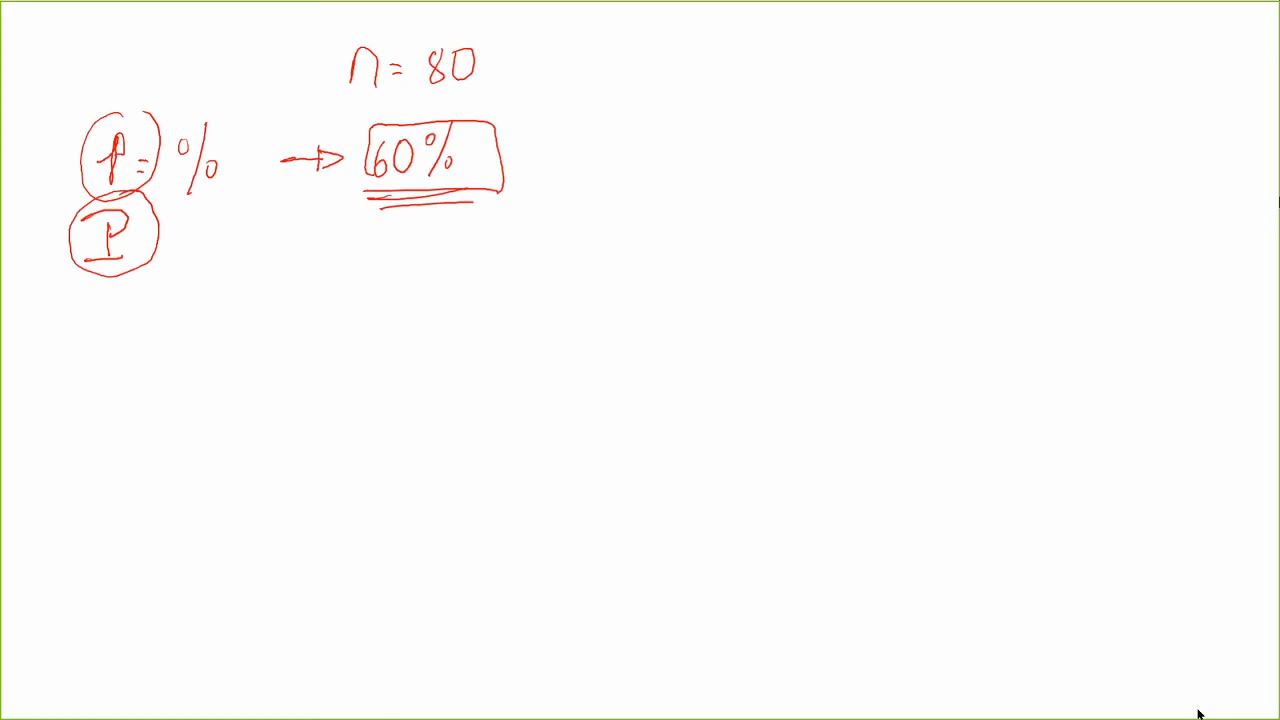 n = 80
p = % → 60%
P